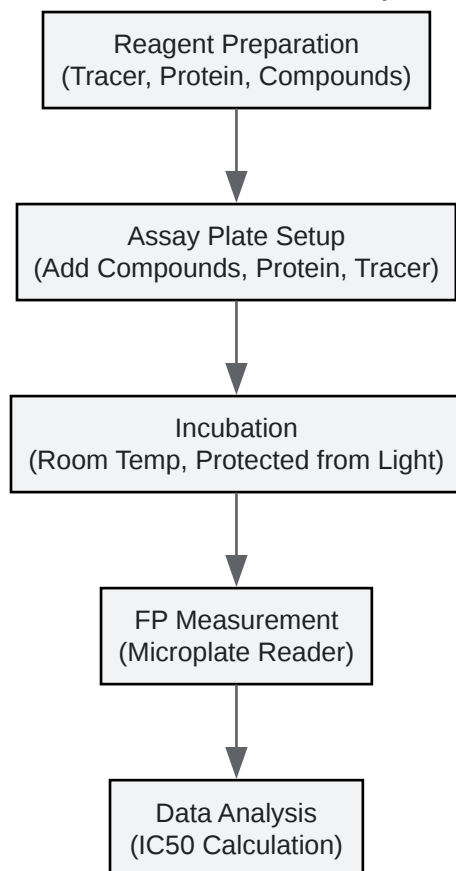 Reagent Preparation
(Tracer, Protein, Compounds)
Assay Plate Setup
(Add Compounds, Protein, Tracer)
Incubation
(Room Temp, Protected from Light)
FP Measurement
(Microplate Reader)
Data Analysis
(IC50 Calculation)